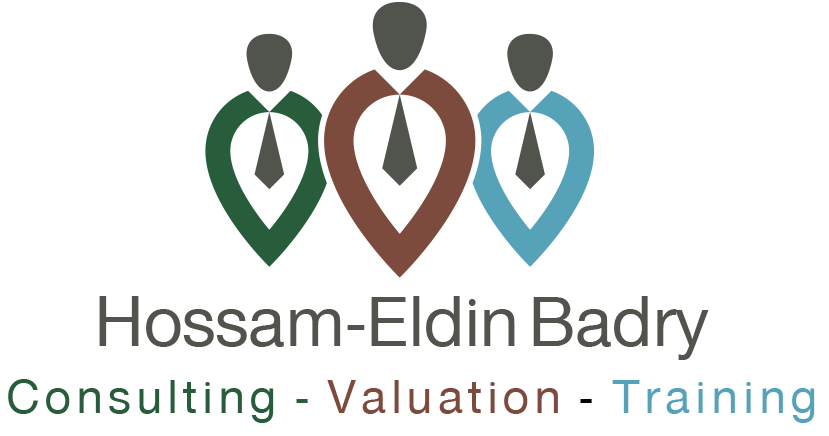 Hossam-Eldin Badry
Consulting - Valuation - Training